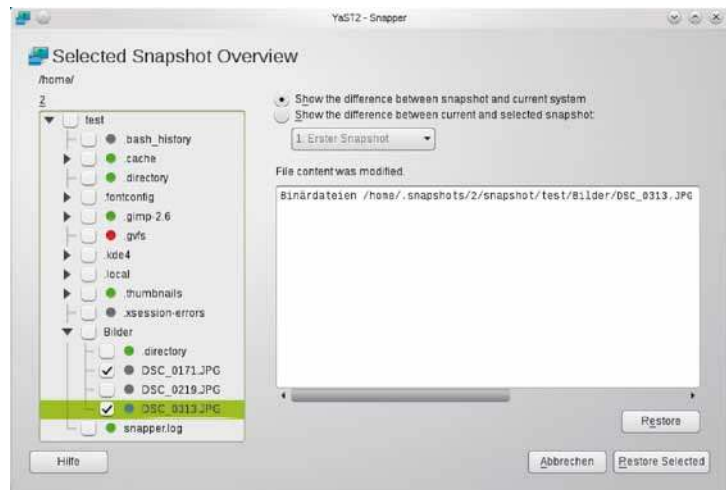 YaST2 - Snapper
Selected Snapshot Overview
/home/
2
test
.bash_history
.cache
.directory
.fontconfig
.gimp-2.6
.gvfs
.kde4
.local
.thumbnails
.xsession-errors
Bilder
.directory
DSC_0171.JPG
DSC_0219.JPG
DSC_0313.JPG
snapper.log
Show the difference between snapshot and current system
Show the difference between current and selected snapshot:
1: Erster Snapshot
File content was modified.
Binärdateien /home/.snapshots/2/snapshot/test/Bilder/DSC_0313.JPG
Restore
Hilfe
Abbrechen
Restore Selected